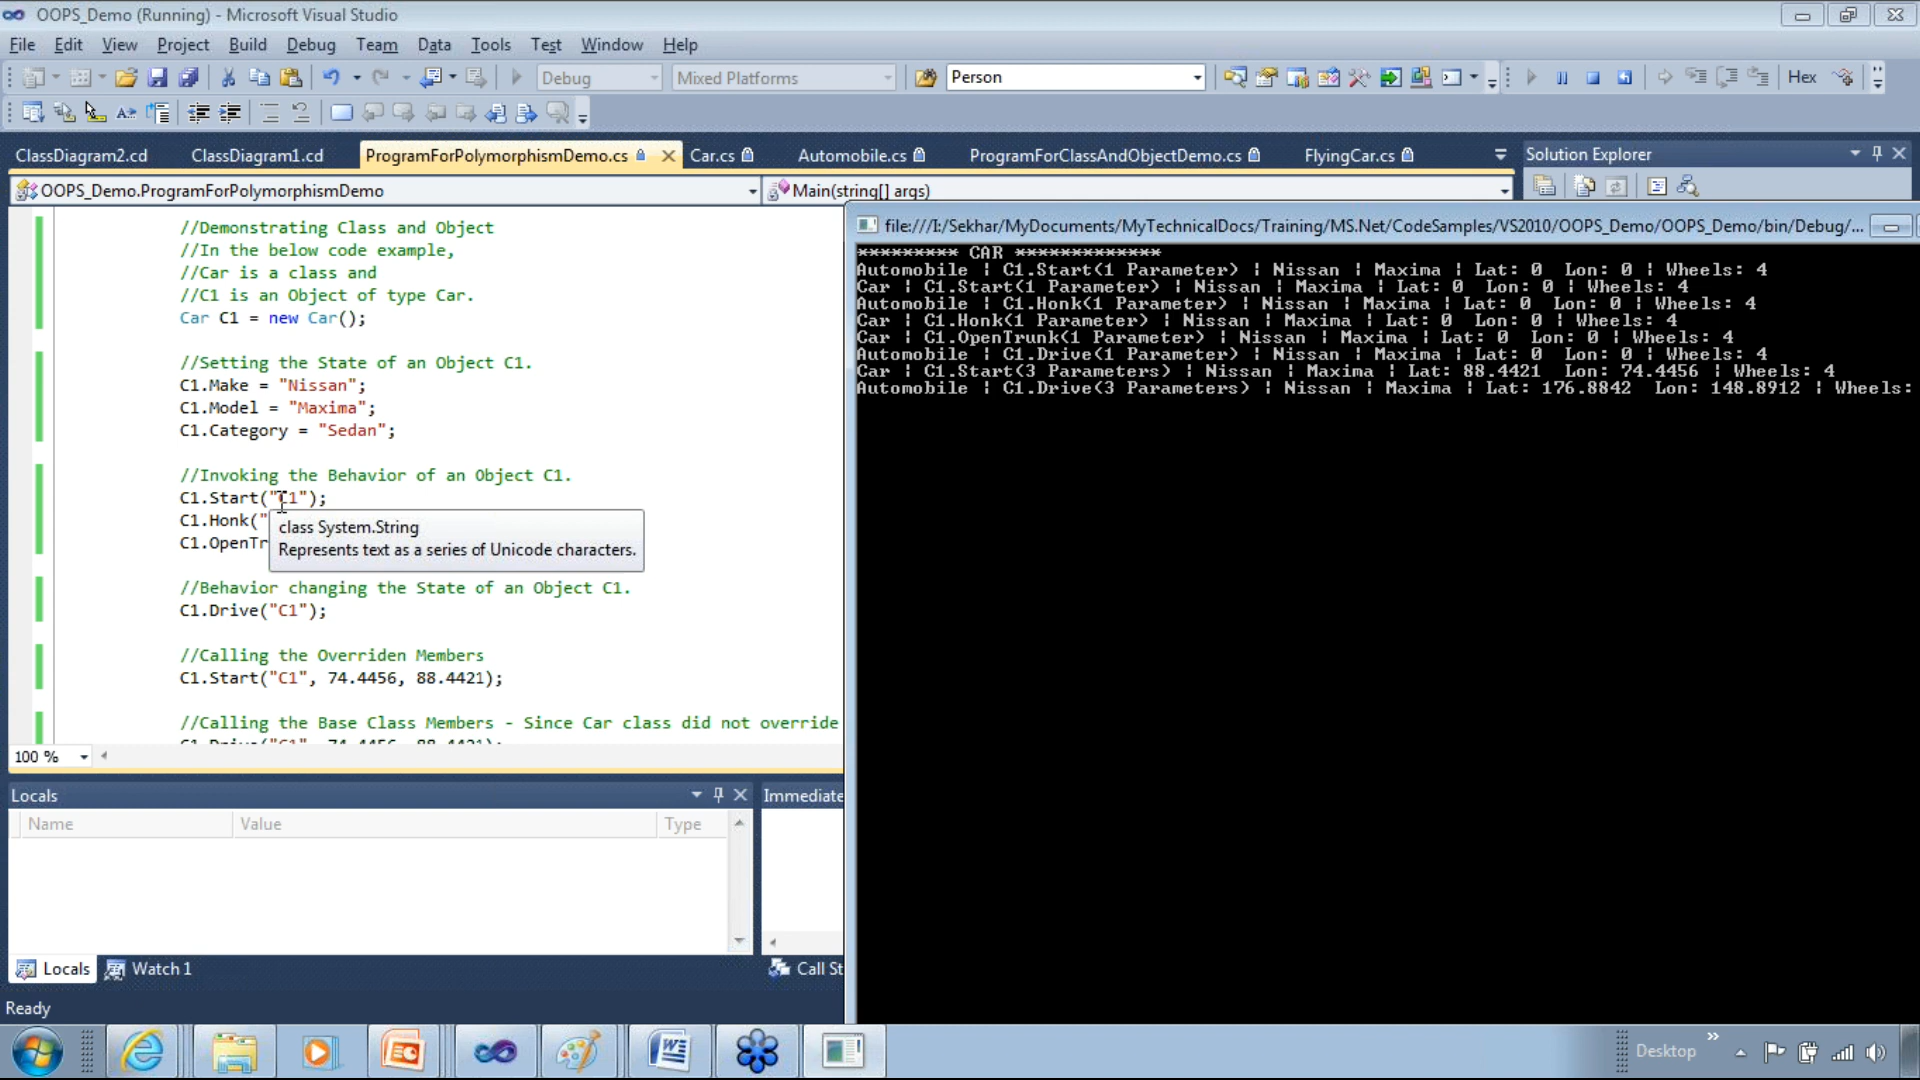 OOPS_Demo (Running) - Microsoft Visual Studio
File Edit View Project Build Debug Team Data Tools Test Window Help
Debug Mixed Platforms Person Hex
ClassDiagram2.cd ClassDiagram1.cd ProgramForPolymorphismDemo.cs Car.cs Automobile.cs ProgramForClassAndObjectDemo.cs FlyingCar.cs Solution Explorer
OOPS_Demo.ProgramForPolymorphismDemo Main(string[] args)
//Demonstrating Class and Object
//In the below code example,
//Car is a class and
//C1 is an Object of type Car.
Car C1 = new Car();
//Setting the State of an Object C1.
C1.Make = "Nissan";
C1.Model = "Maxima";
C1.Category = "Sedan";
//Invoking the Behavior of an Object C1.
C1.Start("C1");
C1.Honk("
C1.OpenTr
class System.String
Represents text as a series of Unicode characters.
//Behavior changing the State of an Object C1.
C1.Drive("C1");
//Calling the Overriden Members
C1.Start("C1", 74.4456, 88.4421);
//Calling the Base Class Members - Since Car class did not override
C1.Drive("C1", 74.4456, 88.4421);
100 %
file:///I:/Sekhar/MyDocuments/MyTechnicalDocs/Training/MS.Net/CodeSamples/VS2010/OOPS_Demo/OOPS_Demo/bin/Debug/...
********* CAR *************
Automobile | C1.Start(1 Parameter) | Nissan | Maxima | Lat: 0 Lon: 0 | Wheels: 4
Car | C1.Start(1 Parameter) | Nissan | Maxima | Lat: 0 Lon: 0 | Wheels: 4
Automobile | C1.Honk(1 Parameter) | Nissan | Maxima | Lat: 0 Lon: 0 | Wheels: 4
Car | C1.Honk(1 Parameter) | Nissan | Maxima | Lat: 0 Lon: 0 | Wheels: 4
Car | C1.OpenTrunk(1 Parameter) | Nissan | Maxima | Lat: 0 Lon: 0 | Wheels: 4
Automobile | C1.Drive(1 Parameter) | Nissan | Maxima | Lat: 0 Lon: 0 | Wheels: 4
Car | C1.Start(3 Parameters) | Nissan | Maxima | Lat: 88.4421 Lon: 74.4456 | Wheels: 4
Automobile | C1.Drive(3 Parameters) | Nissan | Maxima | Lat: 176.8842 Lon: 148.8912 | Wheels:
Locals
Name Value Type
Immediate
Locals Watch 1
Call St
Ready
Desktop